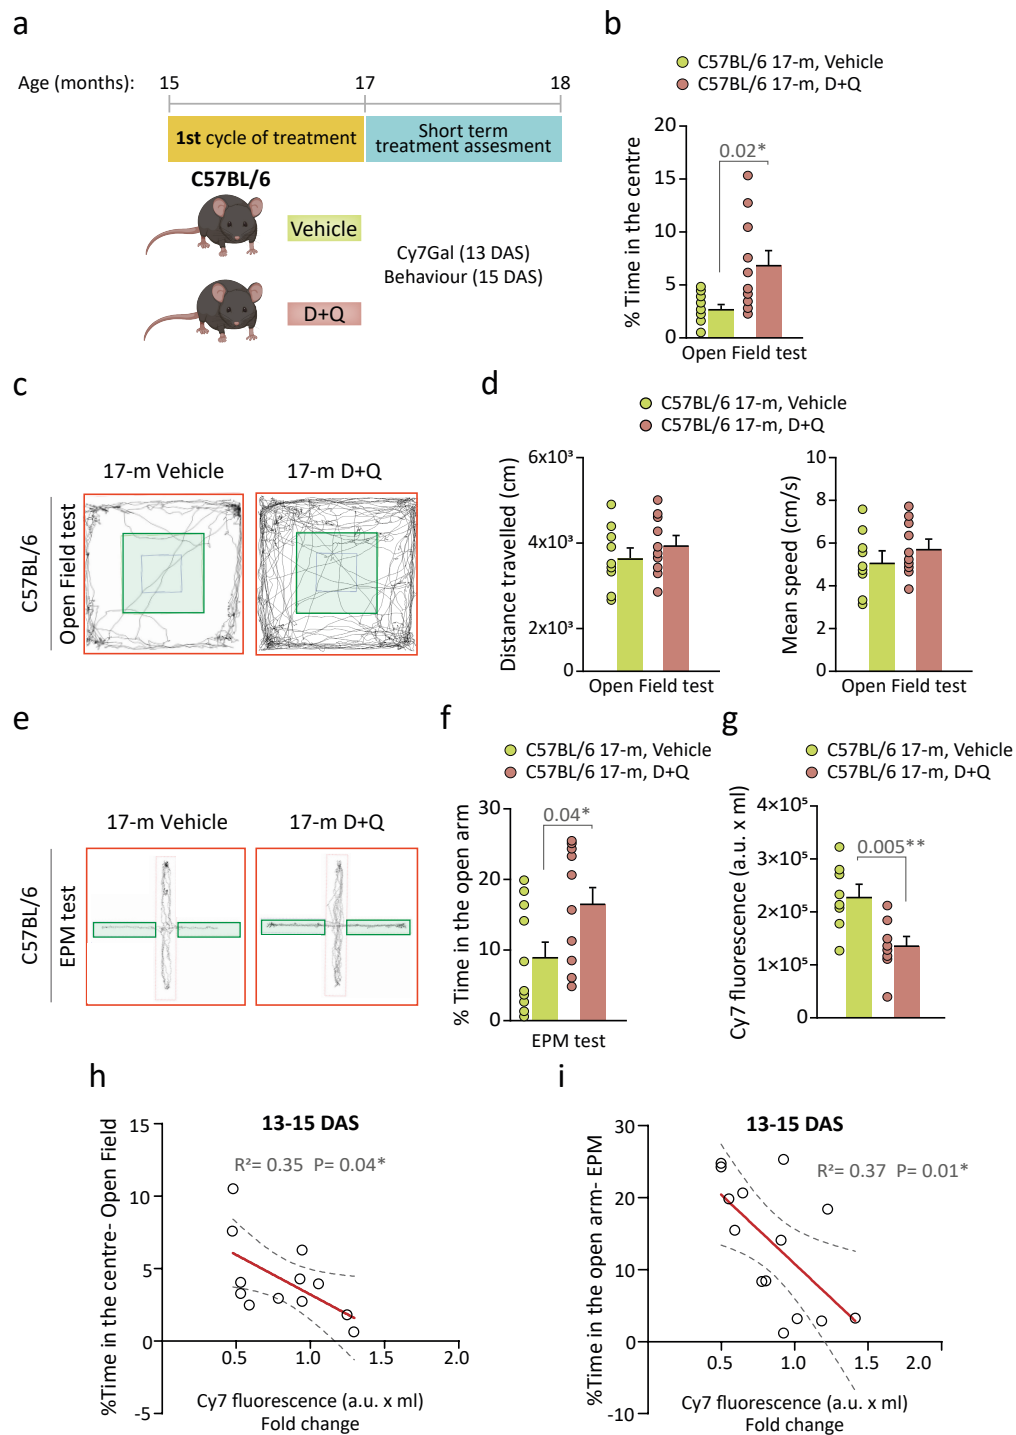 a
Age (months):
15
17
18
1st cycle of treatment
Short term
treatment assesment
C57BL/6
Vehicle
D+Q
Cy7Gal (13 DAS)
Behaviour (15 DAS)
b
C57BL/6 17-m, Vehicle
C57BL/6 17-m, D+Q
% Time in the centre
20
15
10
5
0
0.02*
Open Field test
c
17-m Vehicle
17-m D+Q
C57BL/6
Open Field test
d
C57BL/6 17-m, Vehicle
C57BL/6 17-m, D+Q
Distance travelled (cm)
6x10³
4x10³
2x10³
0
Open Field test
Mean speed (cm/s)
10
8
6
4
2
0
Open Field test
e
17-m Vehicle
17-m D+Q
C57BL/6
EPM test
f
C57BL/6 17-m, Vehicle
C57BL/6 17-m, D+Q
% Time in the open arm
30
20
10
0
0.04*
EPM test
g
C57BL/6 17-m, Vehicle
C57BL/6 17-m, D+Q
Cy7 fluorescence (a.u. x ml)
4×10⁵
3×10⁵
2×10⁵
1×10⁵
0
0.005**
h
13-15 DAS
R²= 0.35 P= 0.04*
%Time in the centre- Open Field
15
10
5
0
-5
0.5
1.0
1.5
2.0
Cy7 fluorescence (a.u. x ml)
Fold change
i
13-15 DAS
R²= 0.37 P= 0.01*
%Time in the open arm- EPM
30
20
10
0
-10
0.5
1.0
1.5
2.0
Cy7 fluorescence (a.u. x ml)
Fold change